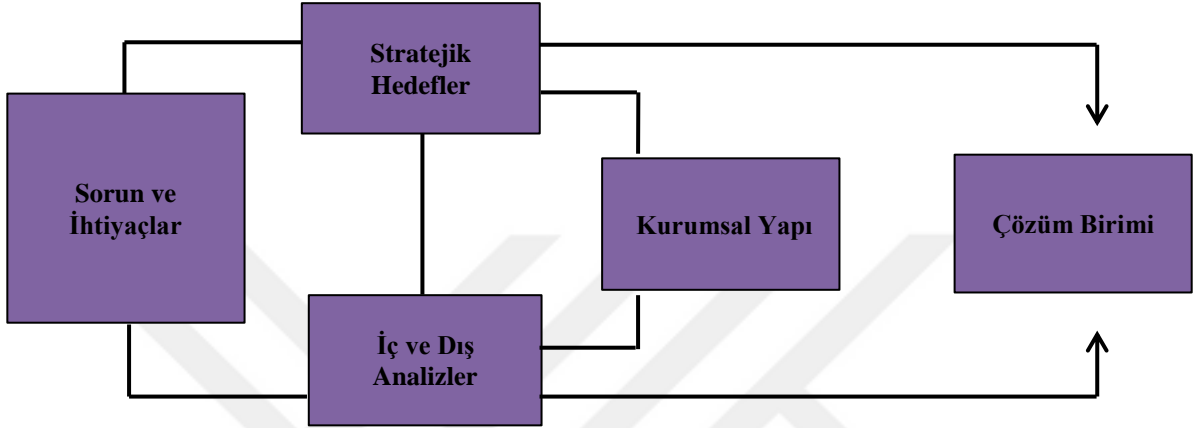 Stratejik
Hedefler
Sorun ve
İhtiyaçlar
Kurumsal Yapı
Çözüm Birimi
İç ve Dış
Analizler